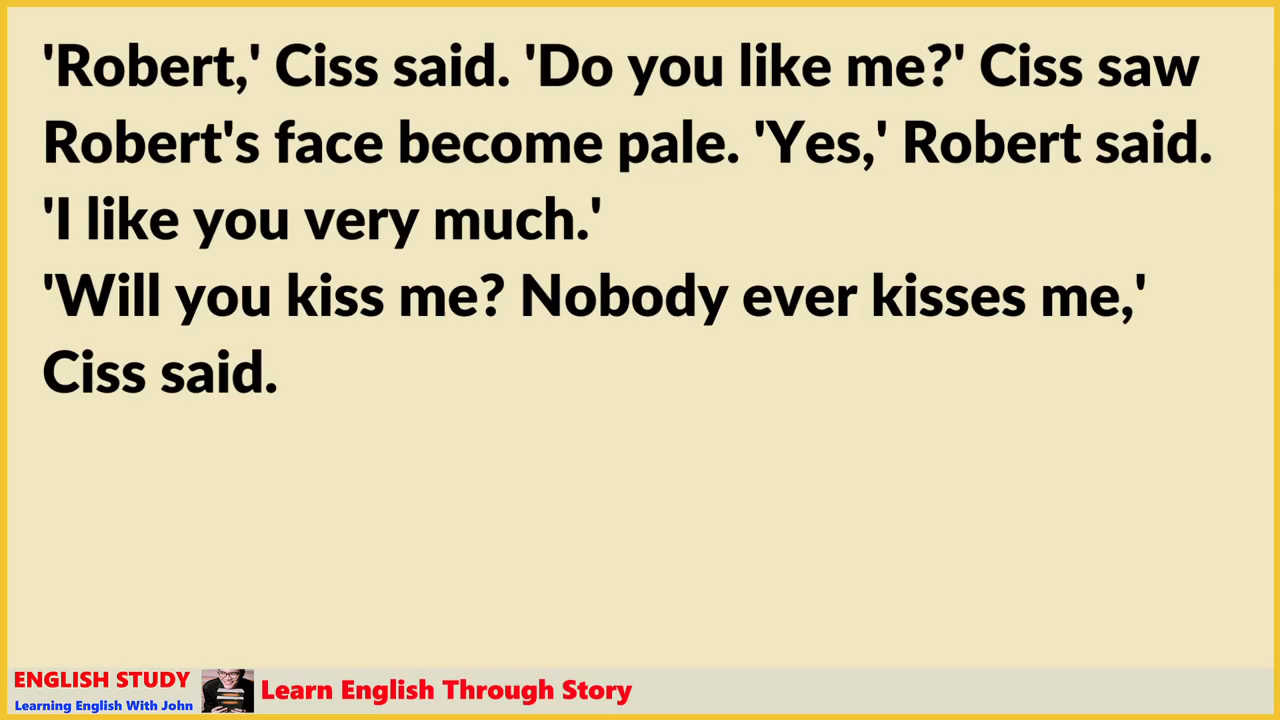 'Robert,' Ciss said. 'Do you like me?' Ciss saw
Robert's face become pale. 'Yes,' Robert said.
'I like you very much.'
'Will you kiss me? Nobody ever kisses me,'
Ciss said.
ENGLISH STUDY
Learning English With John
Learn English Through Story